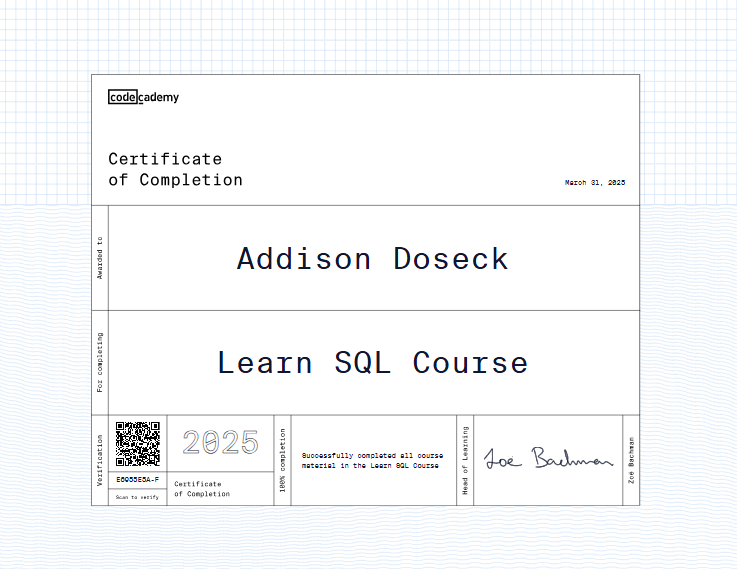 codecademy
Certificate
of Completion
March 31, 2025
Awarded to
Addison Doseck
For completing
Learn SQL Course
Verification
E6955E5A-F
Scan to verify
2025
Certificate
of Completion
100% completion
Successfully completed all course
material in the Learn SQL Course
Head of Learning
Zoe Bachman
Zoë Bachman